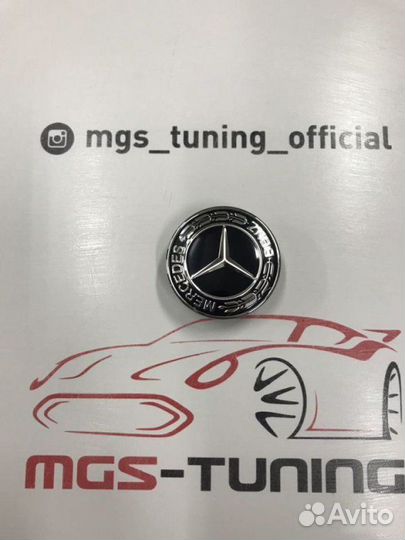 mgs_tuning_official
MERCEDES BENZ
MGS-TUNING
Avito